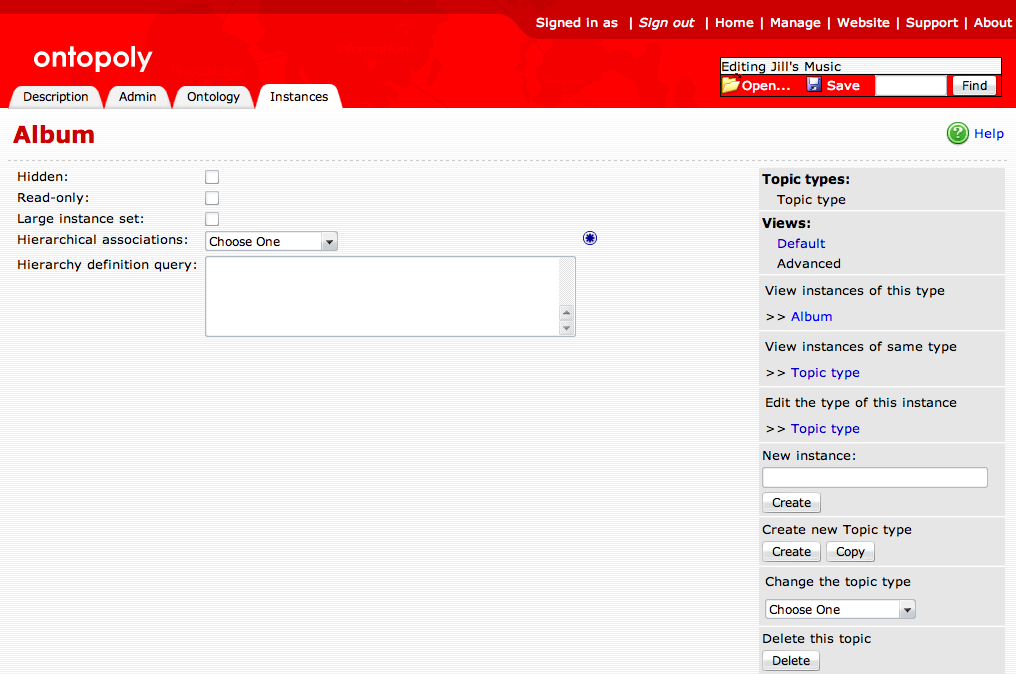 Signed in as | Sign out | Home | Manage | Website | Support | About
ontopoly
Editing Jill's Music
Open... Save Find
Description Admin Ontology Instances
Album
? Help
Hidden:
Read-only:
Large instance set:
Hierarchical associations: Choose One
Hierarchy definition query:
Topic types:
Topic type
Views:
Default
Advanced
View instances of this type
>> Album
View instances of same type
>> Topic type
Edit the type of this instance
>> Topic type
New instance:
Create
Create new Topic type
Create Copy
Change the topic type
Choose One
Delete this topic
Delete